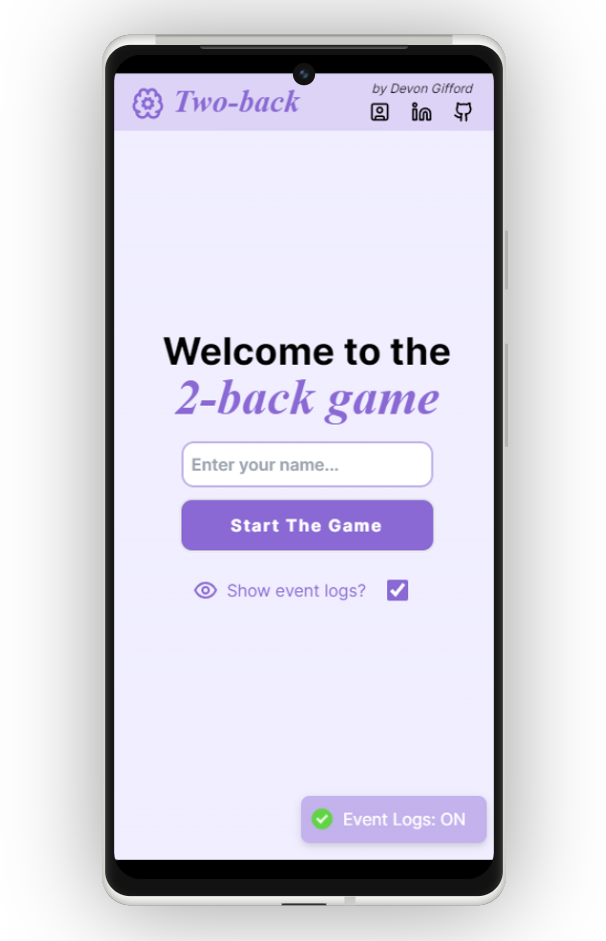 Two-back
by Devon Gifford
Welcome to the
2-back game
Enter your name...
Start The Game
Show event logs?
Event Logs: ON